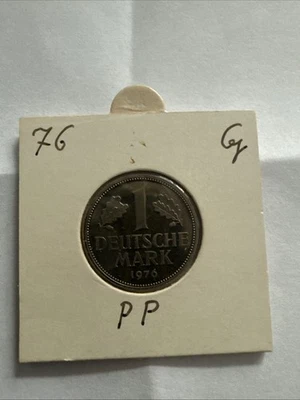 76 G
1
DEUTSCHE
MARK
1976
PP